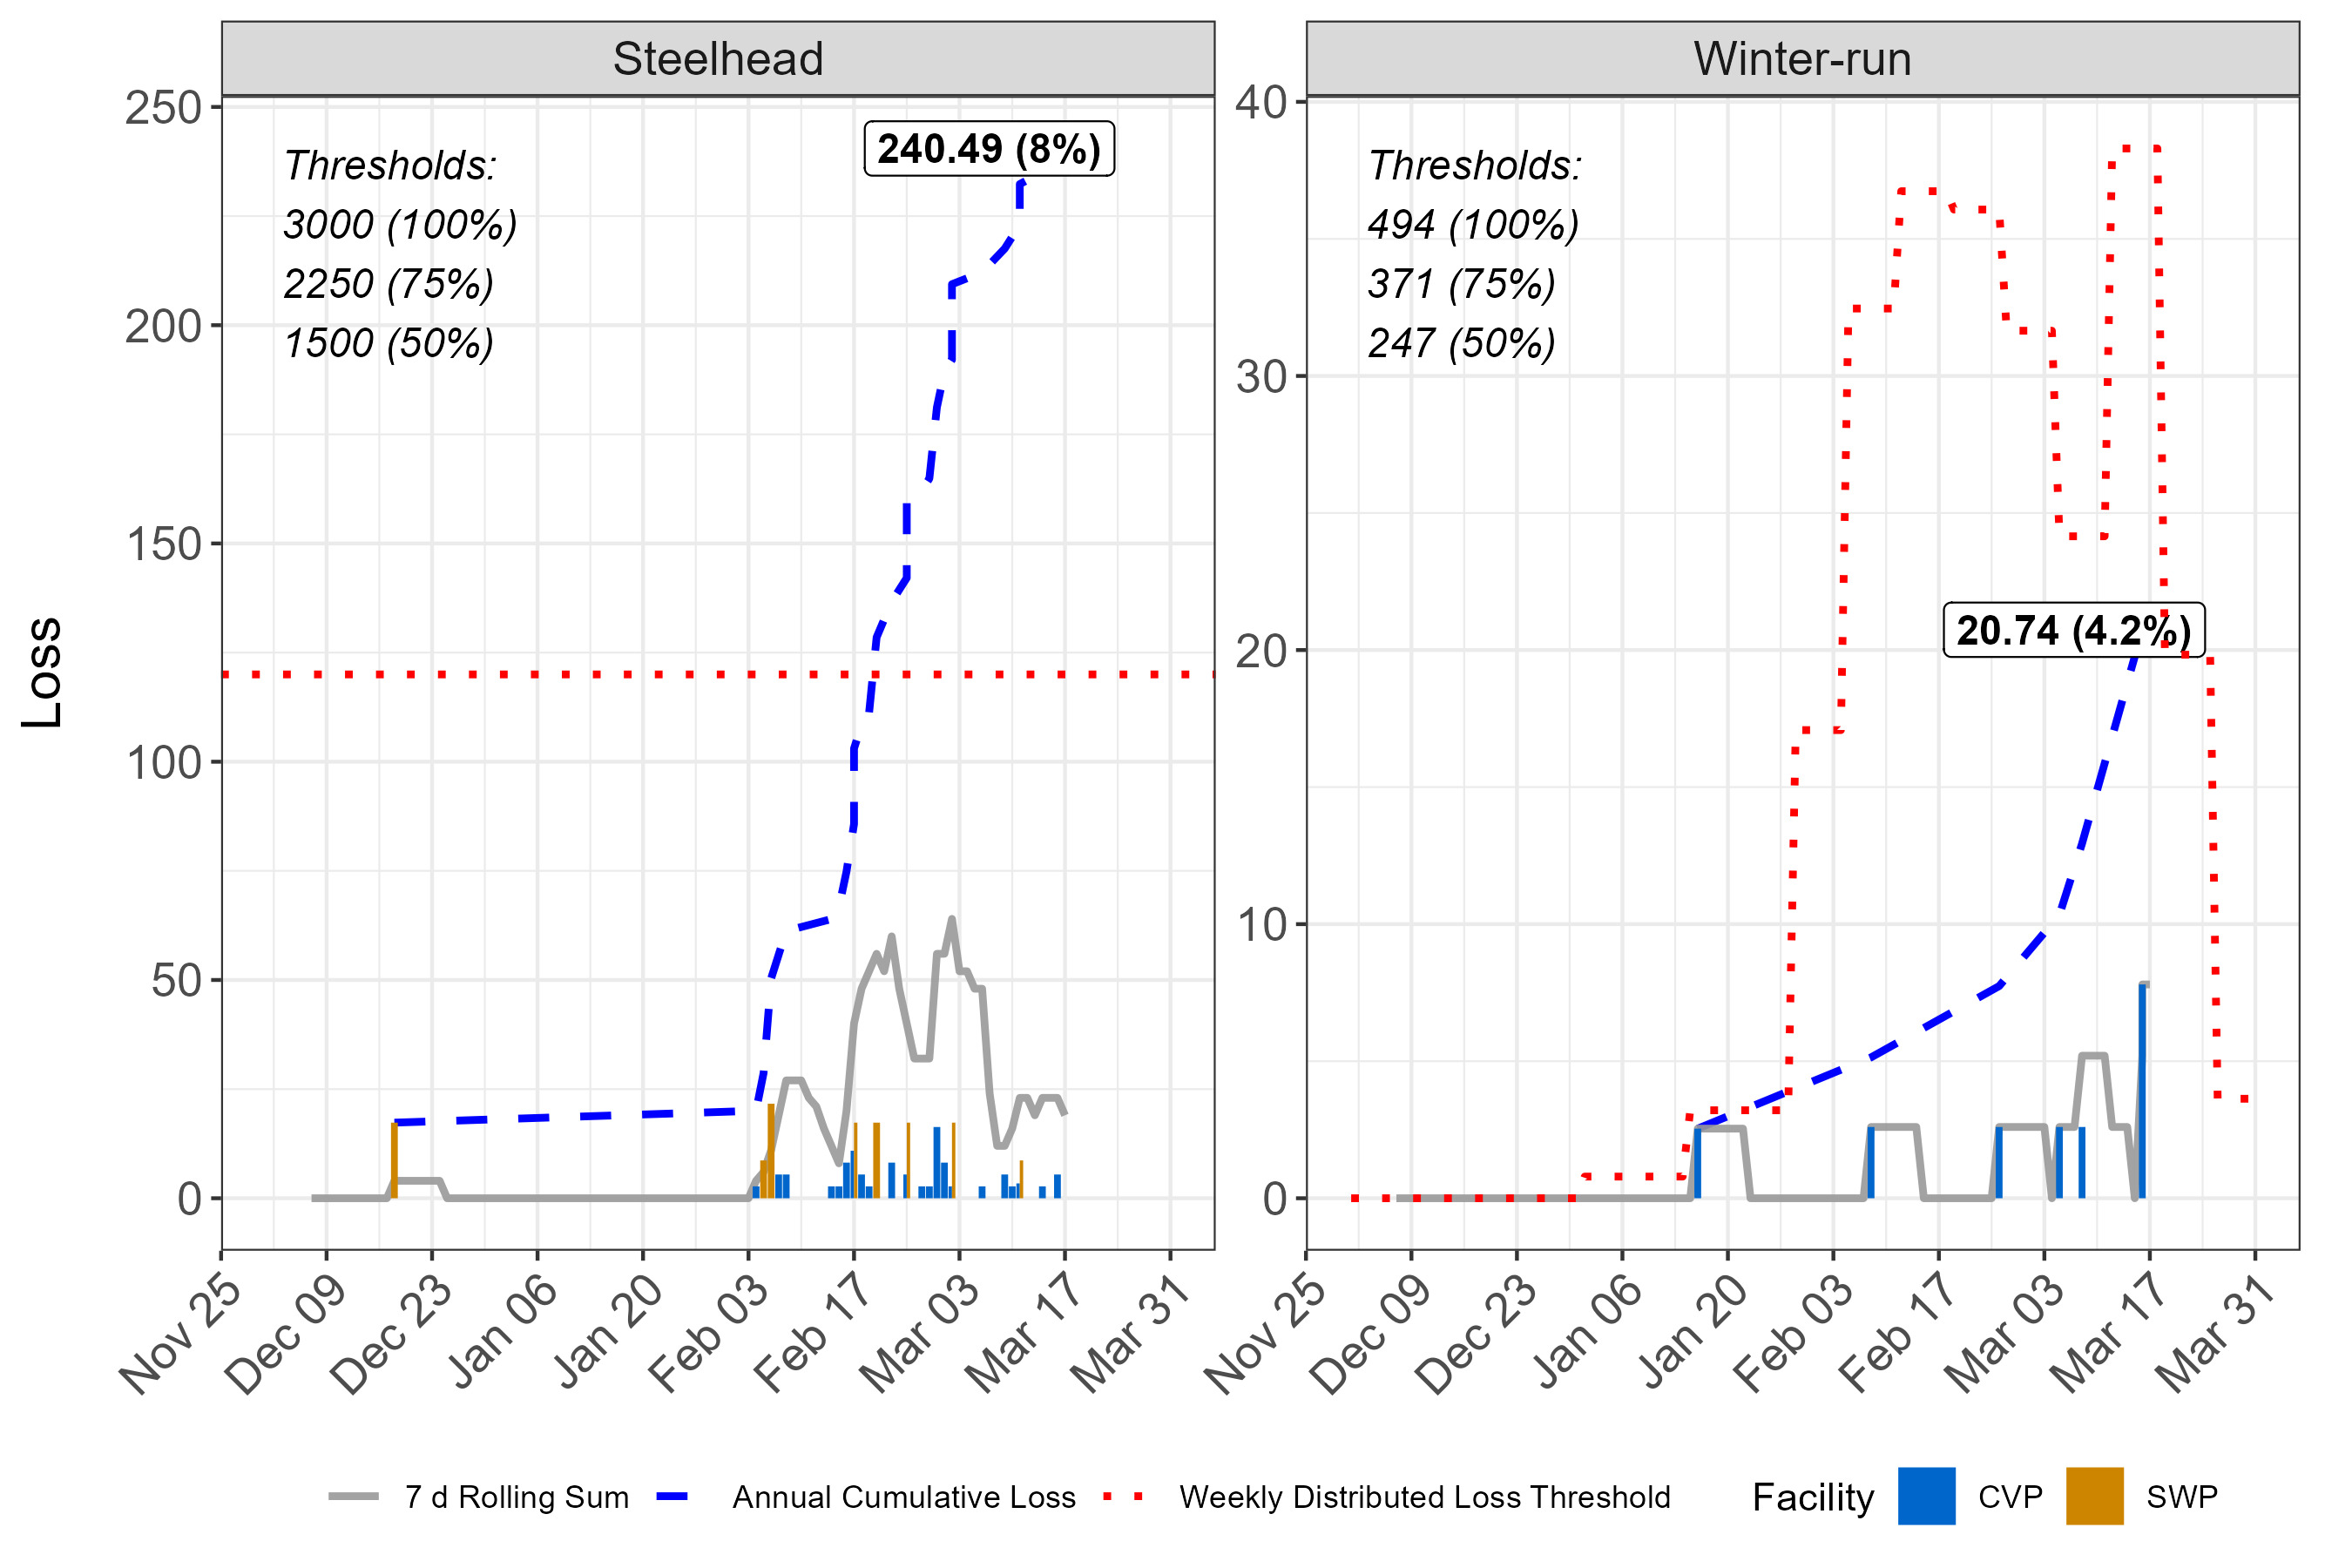 Steelhead
Winter-run
Loss
250
200
150
100
50
0
Thresholds:
3000 (100%)
2250 (75%)
1500 (50%)
240.49 (8%)
40
30
20
10
0
Thresholds:
494 (100%)
371 (75%)
247 (50%)
20.74 (4.2%)
Nov 25
Dec 09
Dec 23
Jan 06
Jan 20
Feb 03
Feb 17
Mar 03
Mar 17
Mar 31
Nov 25
Dec 09
Dec 23
Jan 06
Jan 20
Feb 03
Feb 17
Mar 03
Mar 17
Mar 31
7 d Rolling Sum
Annual Cumulative Loss
Weekly Distributed Loss Threshold
Facility
CVP
SWP